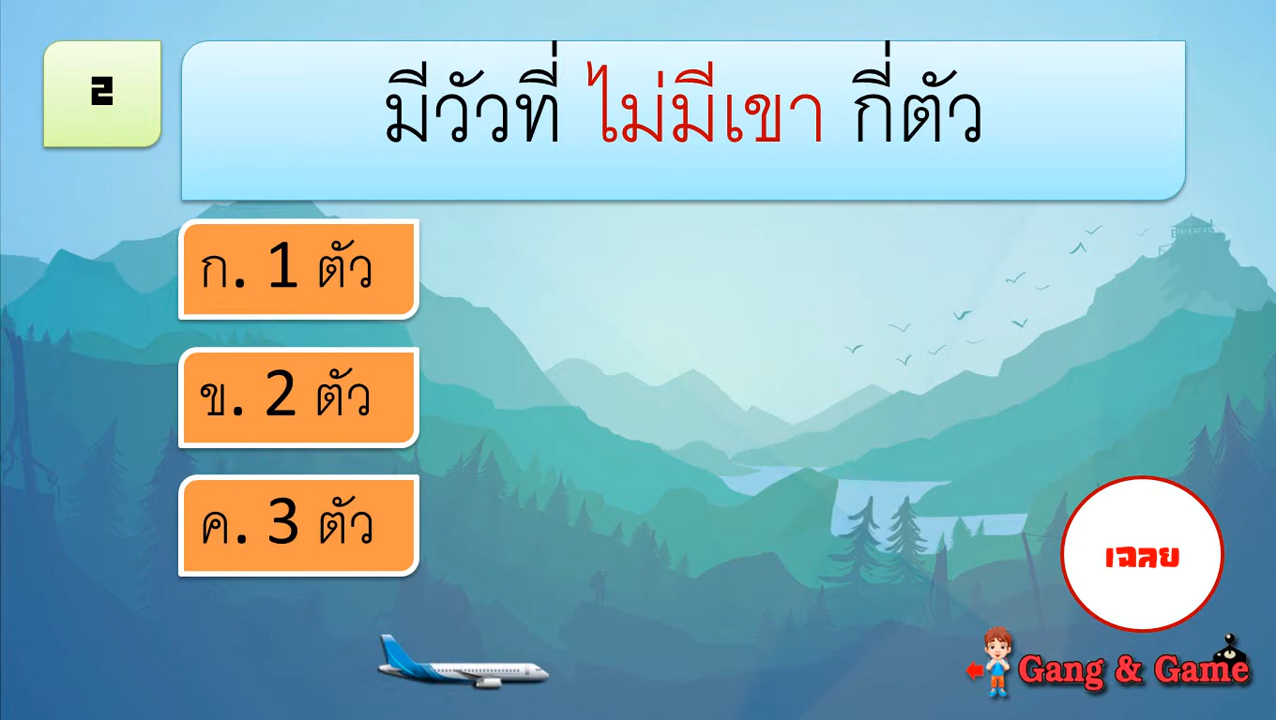 2
มีวัวที่ ไม่มีเขา กี่ตัว
ก. 1 ตัว
ข. 2 ตัว
ค. 3 ตัว
เฉลย
Gang & Game